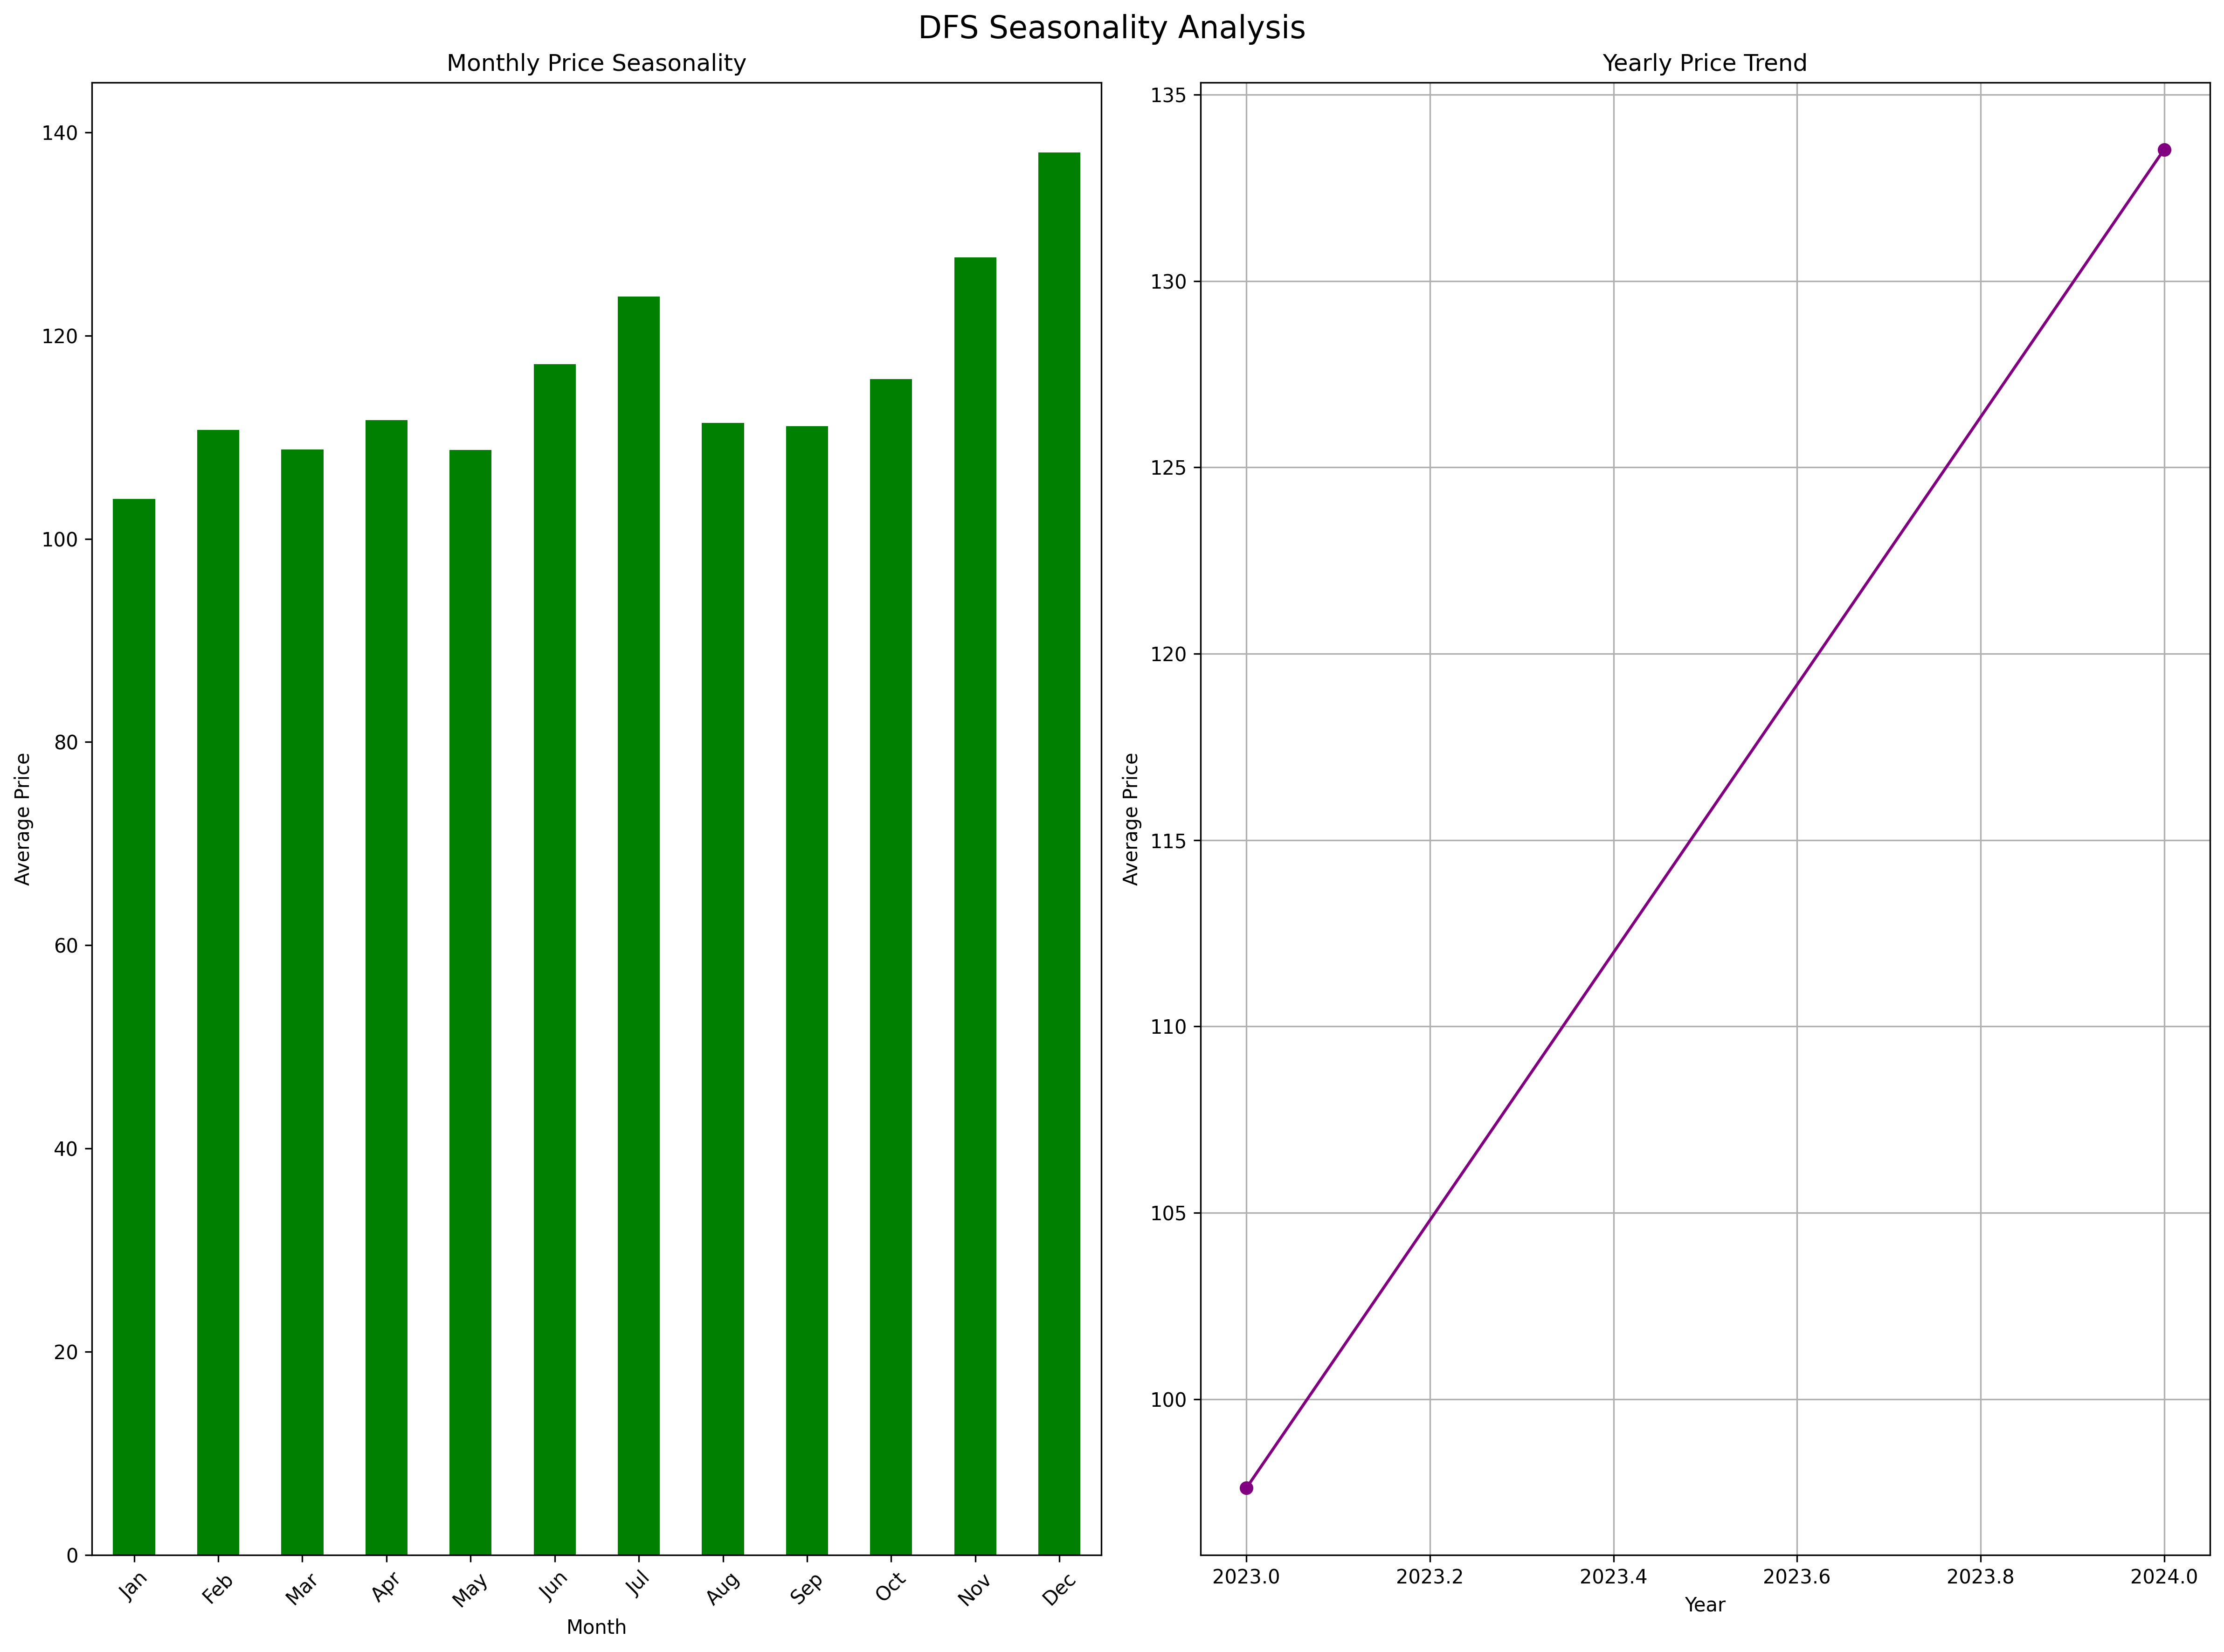 DFS Seasonality Analysis
Monthly Price Seasonality
Average Price
140
120
100
80
60
40
20
0
Jan Feb Mar Apr May Jun Jul Aug Sep Oct Nov Dec
Month
Yearly Price Trend
Average Price
135
130
125
120
115
110
105
100
2023.0 2023.2 2023.4 2023.6 2023.8 2024.0
Year